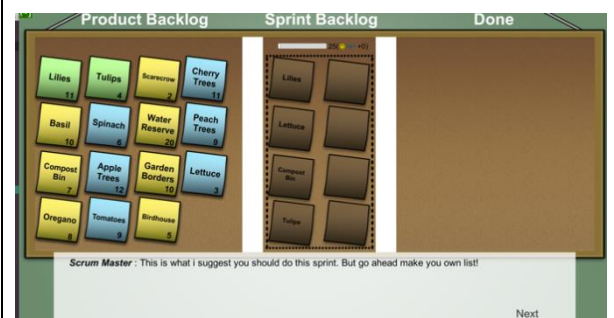 Product Backlog
Sprint Backlog
Done
Lilies
11
Tulips
4
Scarecrow
2
Cherry
Trees
11
Basil
10
Spinach
6
Water
Reserve
20
Peach
Trees
9
Compost
Bin
7
Apple
Trees
12
Garden
Borders
10
Lettuce
3
Oregano
8
Tomatoes
9
Birdhouse
5
Lilies
Lettuce
Compost
Bin
Tulips
Scrum Master : This is what i suggest you should do this sprint. But go ahead make you own list!
Next